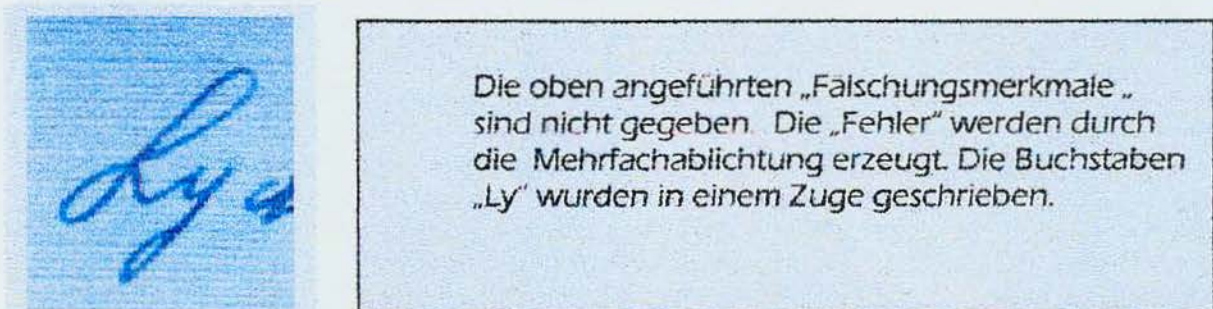 Lya
Die oben angeführten „Fälschungsmerkmale „
sind nicht gegeben. Die „Fehler“ werden durch
die Mehrfachablichtung erzeugt. Die Buchstaben
„Ly“ wurden in einem Zuge geschrieben.